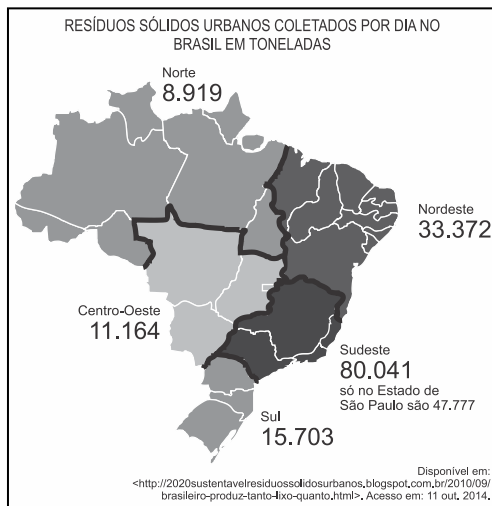 RESÍDUOS SÓLIDOS URBANOS COLETADOS POR DIA NO
BRASIL EM TONELADAS
Norte
8.919
Nordeste
33.372
Centro-Oeste
11.164
Sudeste
80.041
só no Estado de
São Paulo são 47.777
Sul
15.703
Disponível em:
<http://2020sustentavelresiduossolidosurbanos.blogspot.com.br/2010/09/
brasileiro-produz-tanto-lixo-quanto.html>. Acesso em: 11 out. 2014.